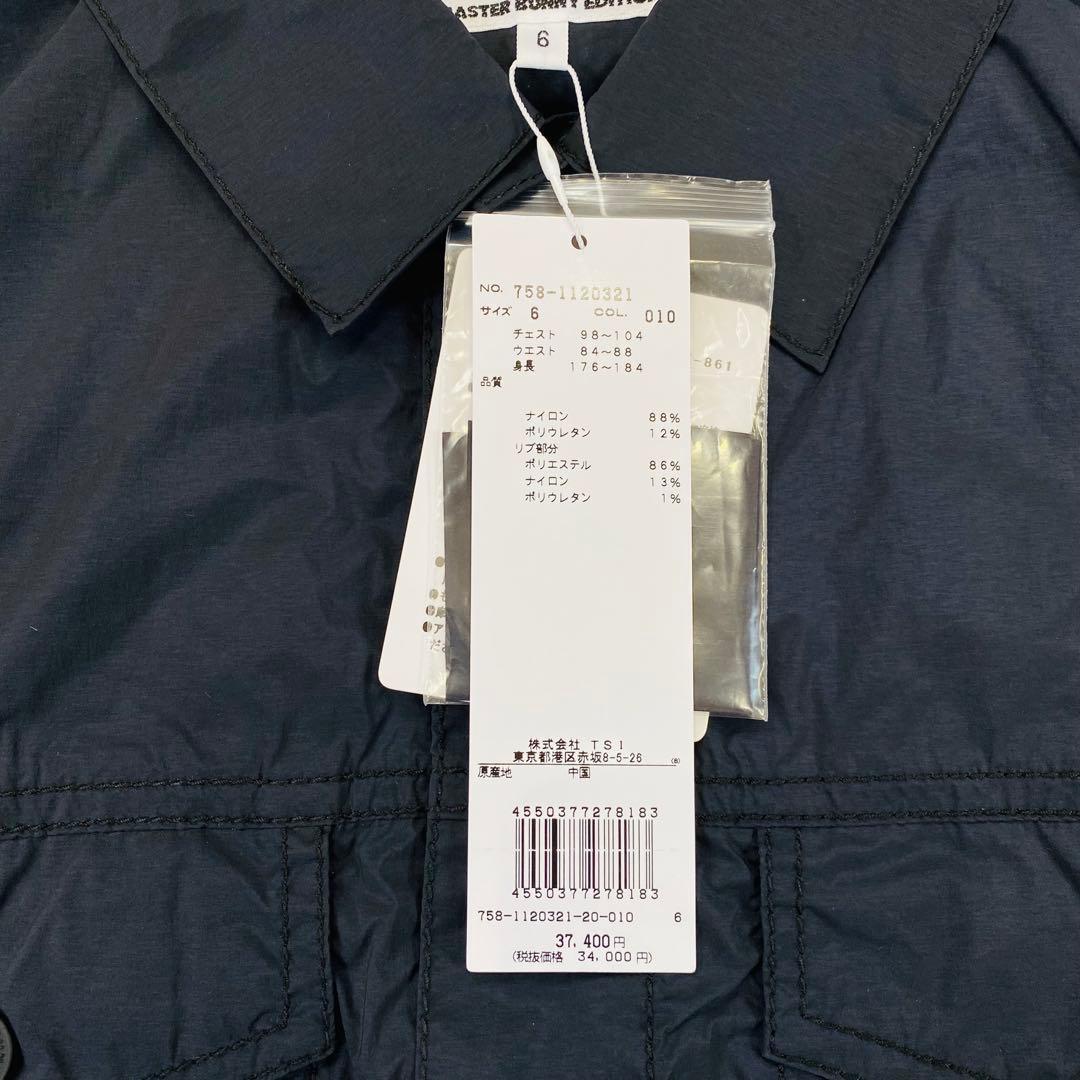 BUNNY EDITION
6
NO. 758-1120321
サイズ 6 COL. 010
チェスト 98～104
ウエスト 84～88
身長 176～184
品質
ナイロン 88%
ポリウレタン 12%
リブ部分
ポリエステル 86%
ナイロン 13%
ポリウレタン 1%
-861
株式会社 TSI
東京都港区赤坂8-5-26 (B)
原産地 中国
4550377278183
4550377278183
758-1120321-20-010 6
37,400円
(税抜価格 34,000円)